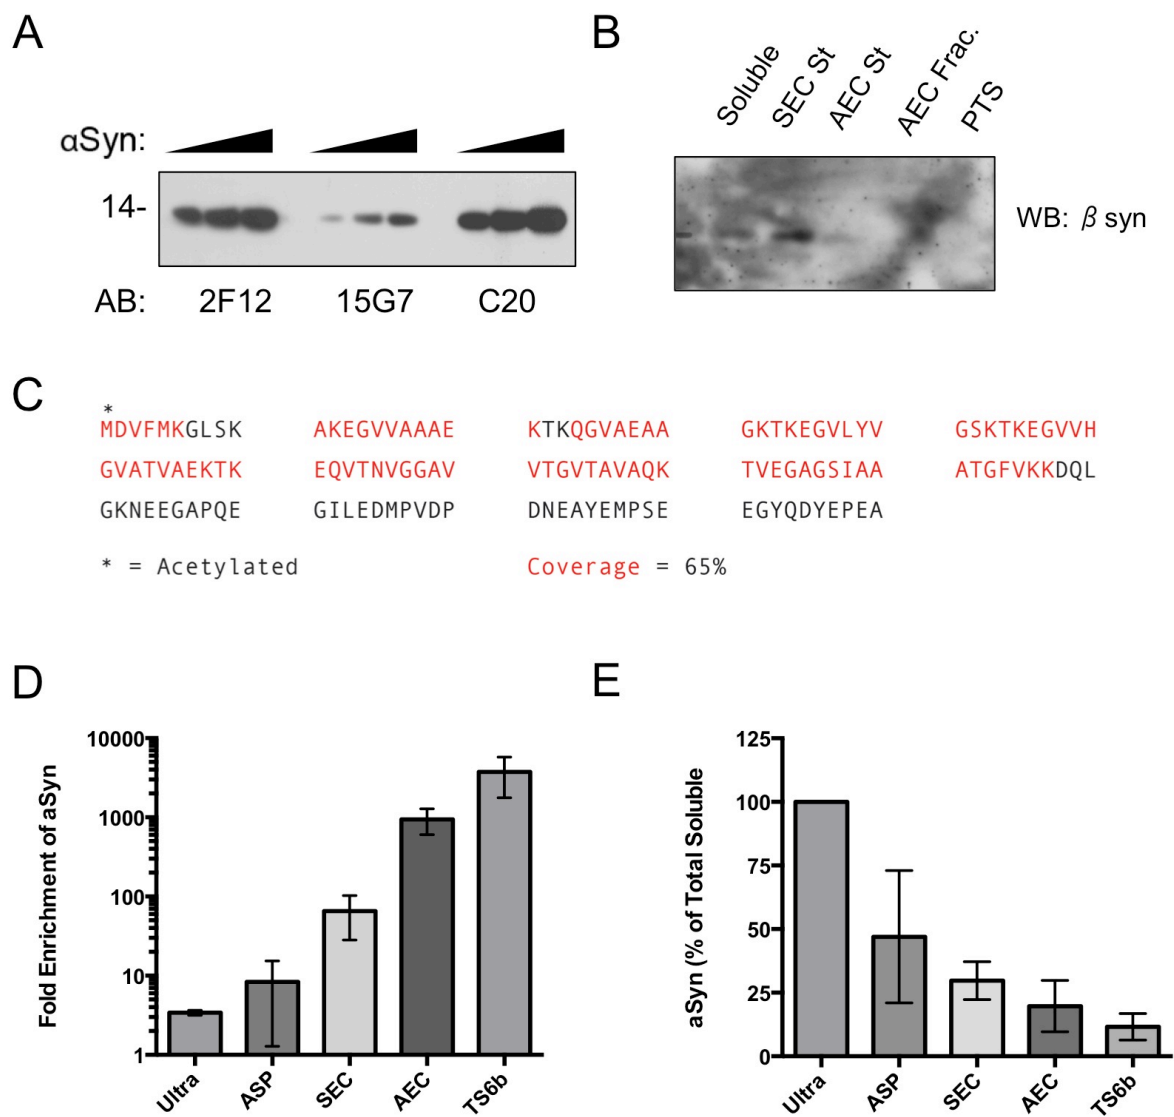 A
αSyn:
14-
AB: 2F12 15G7 C20
B
Soluble
SEC St
AEC St
AEC Frac.
PTS
WB: β syn
C
*
MDVFMKGLSK AKEGVVAAAE KTKQGVAEAA GKTKEGVLYV GSKTKEGVVH
GVATVAEKTK EQVTNVGGAV VTGVTAVAQK TVEGAGSIAA ATGFVKKDQL
GKNEEGAPQE GILEDMPVDP DNEAYEMPSE EGYQDYEPEA
* = Acetylated Coverage = 65%
D
Fold Enrichment of aSyn
10000
1000
100
10
1
Ultra ASP SEC AEC TS6b
E
aSyn (% of Total Soluble
125
100
75
50
25
0
Ultra ASP SEC AEC TS6b